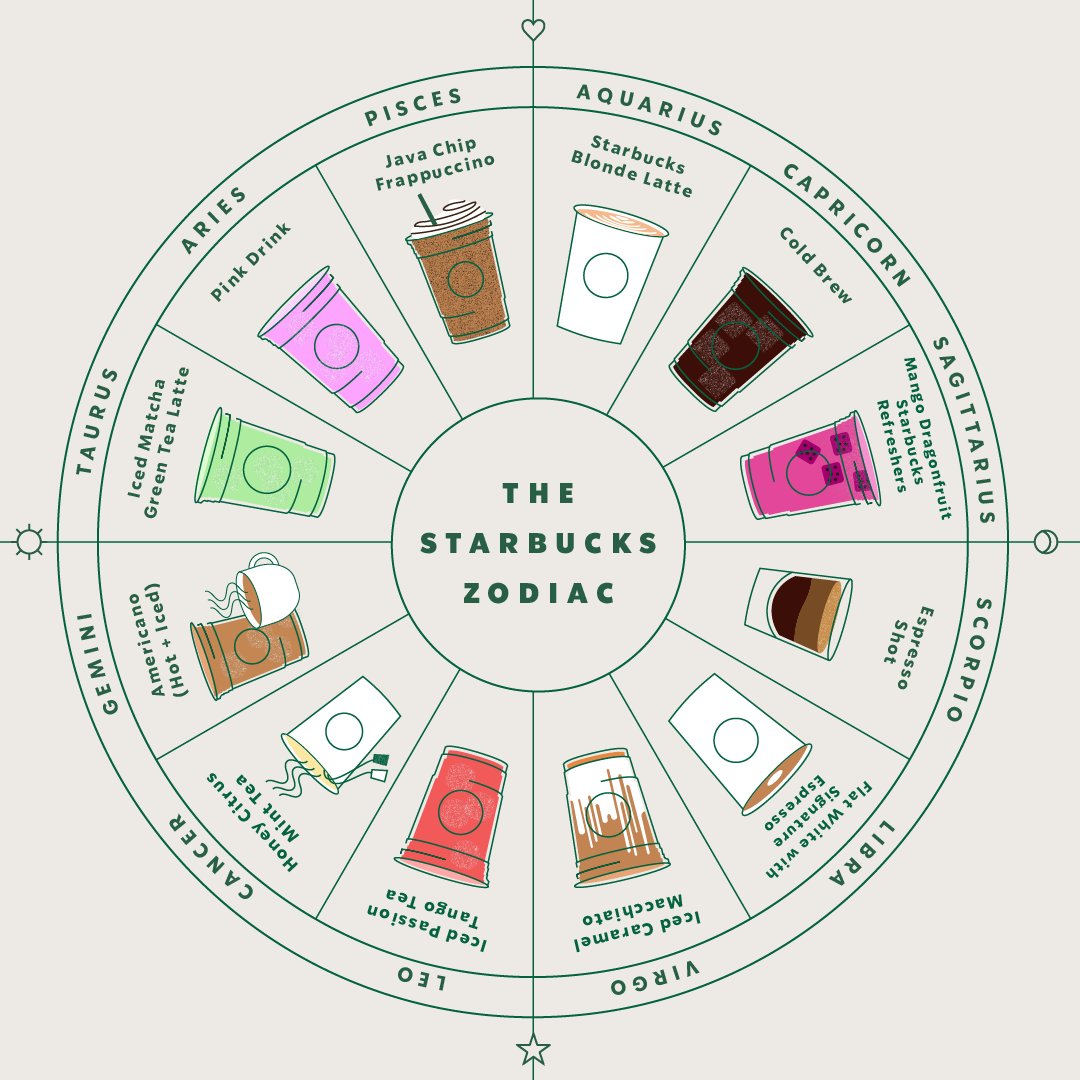 THE
STARBUCKS
ZODIAC
AQUARIUS
Starbucks
Blonde Latte
CAPRICORN
Cold Brew
SAGITTARIUS
Mango Dragonfruit
Starbucks
Refreshers
SCORPIO
Espresso
Shot
LIBRA
Flat White with
Signature
Espresso
VIRGO
Iced Caramel
Macchiato
LEO
Iced Passion
Tango Tea
CANCER
Honey Citrus
Mint Tea
GEMINI
Americano
(Hot + Iced)
TAURUS
Iced Matcha
Green Tea Latte
ARIES
Pink Drink
PISCES
Java Chip
Frappuccino